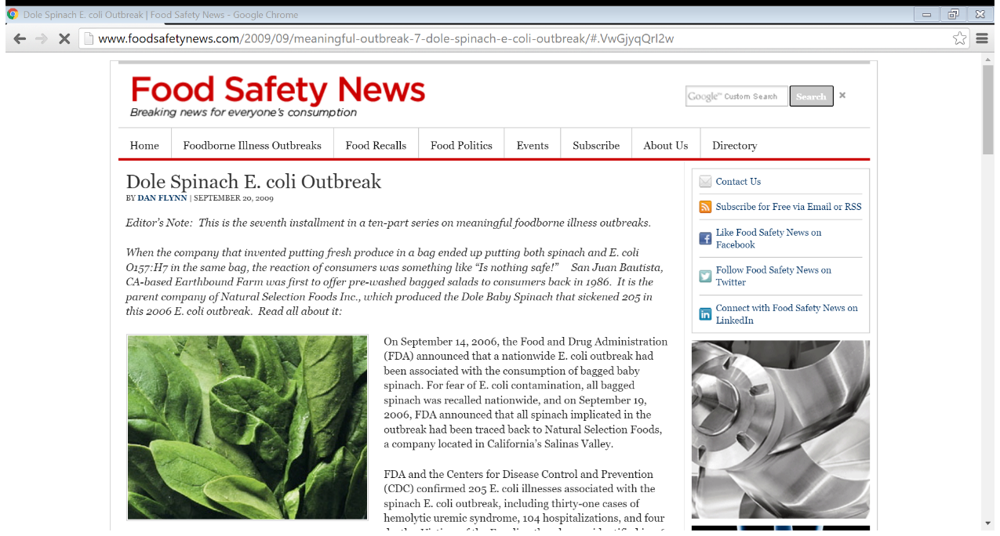 Dole Spinach E. coli Outbreak | Food Safety News - Google Chrome
www.foodsafetynews.com/2009/09/meaningful-outbreak-7-dole-spinach-e-coli-outbreak/#.VwGjyqQrI2w
Food Safety News
Breaking news for everyone's consumption
Google™ Custom Search Search
Home Foodborne Illness Outbreaks Food Recalls Food Politics Events Subscribe About Us Directory
Dole Spinach E. coli Outbreak
BY DAN FLYNN | SEPTEMBER 20, 2009
Editor's Note:  This is the seventh installment in a ten-part series on meaningful foodborne illness outbreaks.
When the company that invented putting fresh produce in a bag ended up putting both spinach and E. coli
O157:H7 in the same bag, the reaction of consumers was something like “Is nothing safe!”    San Juan Bautista,
CA-based Earthbound Farm was first to offer pre-washed bagged salads to consumers back in 1986.  It is the
parent company of Natural Selection Foods Inc., which produced the Dole Baby Spinach that sickened 205 in
this 2006 E. coli outbreak.  Read all about it:
On September 14, 2006, the Food and Drug Administration
(FDA) announced that a nationwide E. coli outbreak had
been associated with the consumption of bagged baby
spinach. For fear of E. coli contamination, all bagged
spinach was recalled nationwide, and on September 19,
2006, FDA announced that all spinach implicated in the
outbreak had been traced back to Natural Selection Foods,
a company located in California's Salinas Valley.
FDA and the Centers for Disease Control and Prevention
(CDC) confirmed 205 E. coli illnesses associated with the
spinach E. coli outbreak, including thirty-one cases of
hemolytic uremic syndrome, 104 hospitalizations, and four
Contact Us
Subscribe for Free via Email or RSS
Like Food Safety News on
Facebook
Follow Food Safety News on
Twitter
Connect with Food Safety News on
LinkedIn